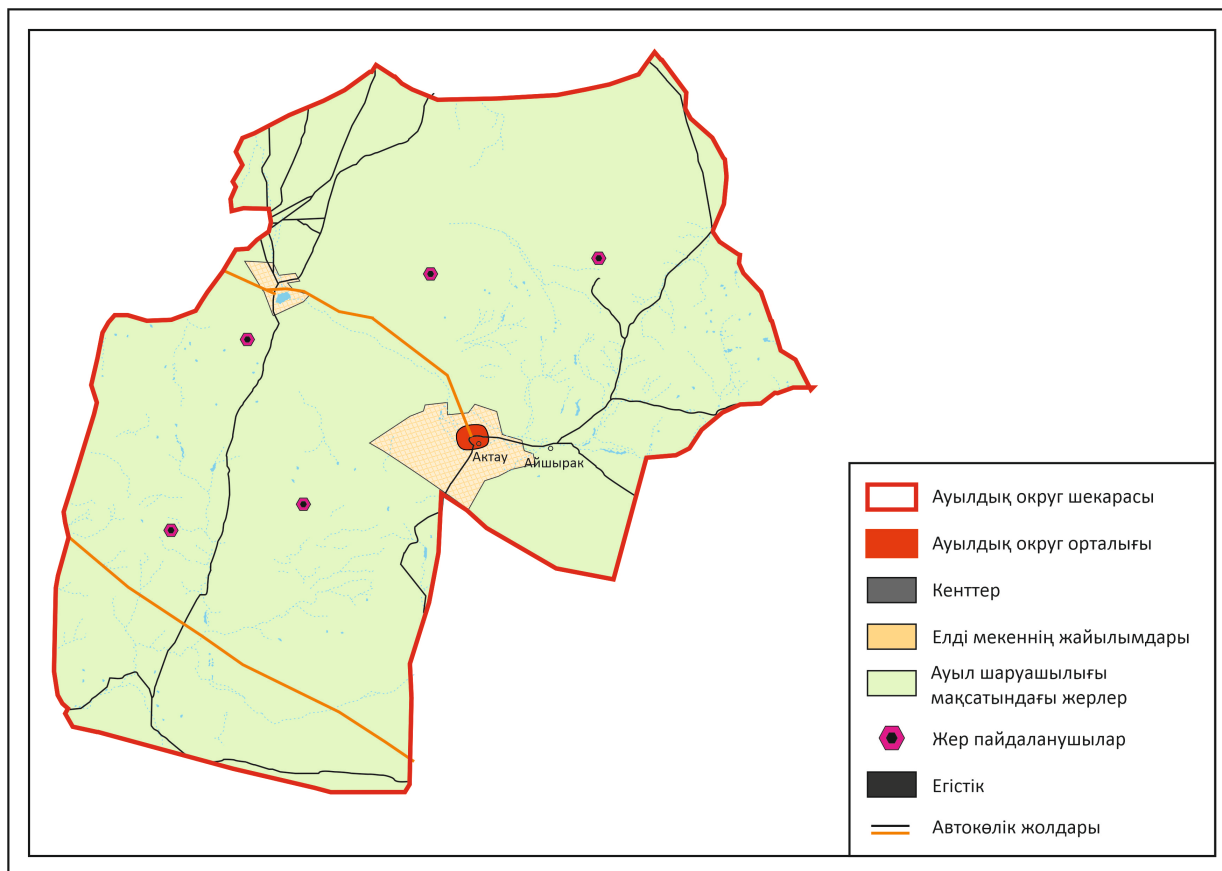 Актау
Айшырак
Ауылдық округ шекарасы
Ауылдық округ орталығы
Кенттер
Елді мекеннің жайылымдары
Ауыл шаруашылығы
мақсатындағы жерлер
Жер пайдаланушылар
Егістік
Автокөлік жолдары